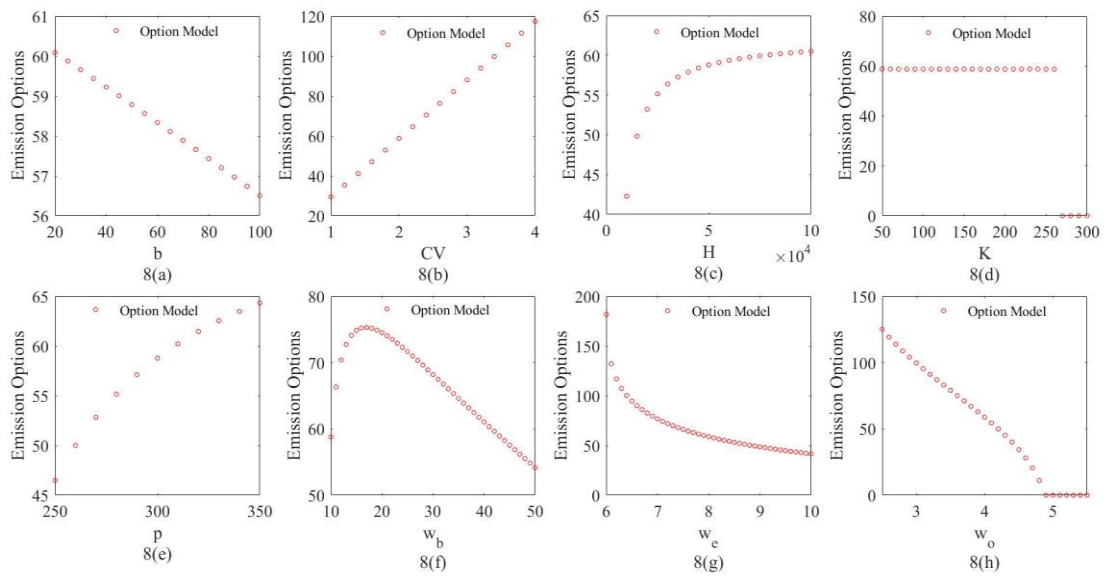 Emission Options
61
60
59
58
57
56
Option Model
20 40 60 80 100
b
8(a)
Emission Options
120
100
80
60
40
20
Option Model
1 2 3 4
CV
8(b)
Emission Options
65
60
55
50
45
40
Option Model
0 5 10
H ×10^4
8(c)
Emission Options
80
60
40
20
0
Option Model
50 100 150 200 250 300
K
8(d)
Emission Options
65
60
55
50
45
Option Model
250 300 350
p
8(e)
Emission Options
80
70
60
50
Option Model
10 20 30 40 50
w_b
8(f)
Emission Options
200
150
100
50
0
Option Model
6 7 8 9 10
w_e
8(g)
Emission Options
150
100
50
0
Option Model
3 4 5
w_o
8(h)